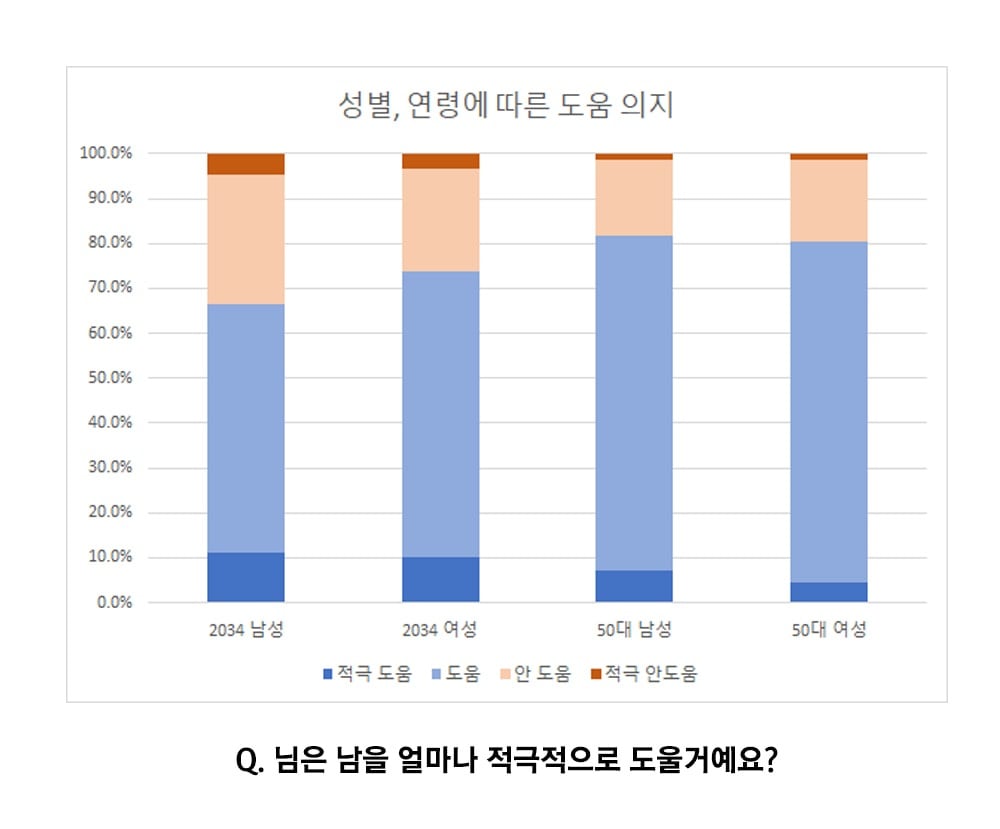 성별, 연령에 따른 도움 의지
100.0%
90.0%
80.0%
70.0%
60.0%
50.0%
40.0%
30.0%
20.0%
10.0%
0.0%
2034 남성 2034 여성 50대 남성 50대 여성
적극 도움 도움 안 도움 적극 안도움
Q. 님은 남을 얼마나 적극적으로 도울거예요?